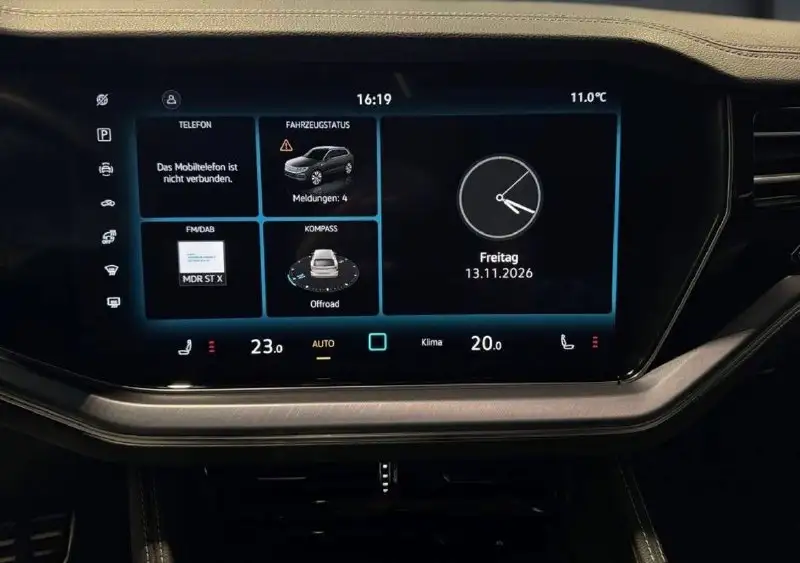 16:19
11.0°C
TELEFON
Das Mobiltelefon ist
nicht verbunden.
FAHRZEUGSTATUS
Meldungen: 4
FM/DAB
MDR ST X
KOMPASS
Offroad
Freitag
13.11.2026
P
23.0
AUTO
Klima
20.0